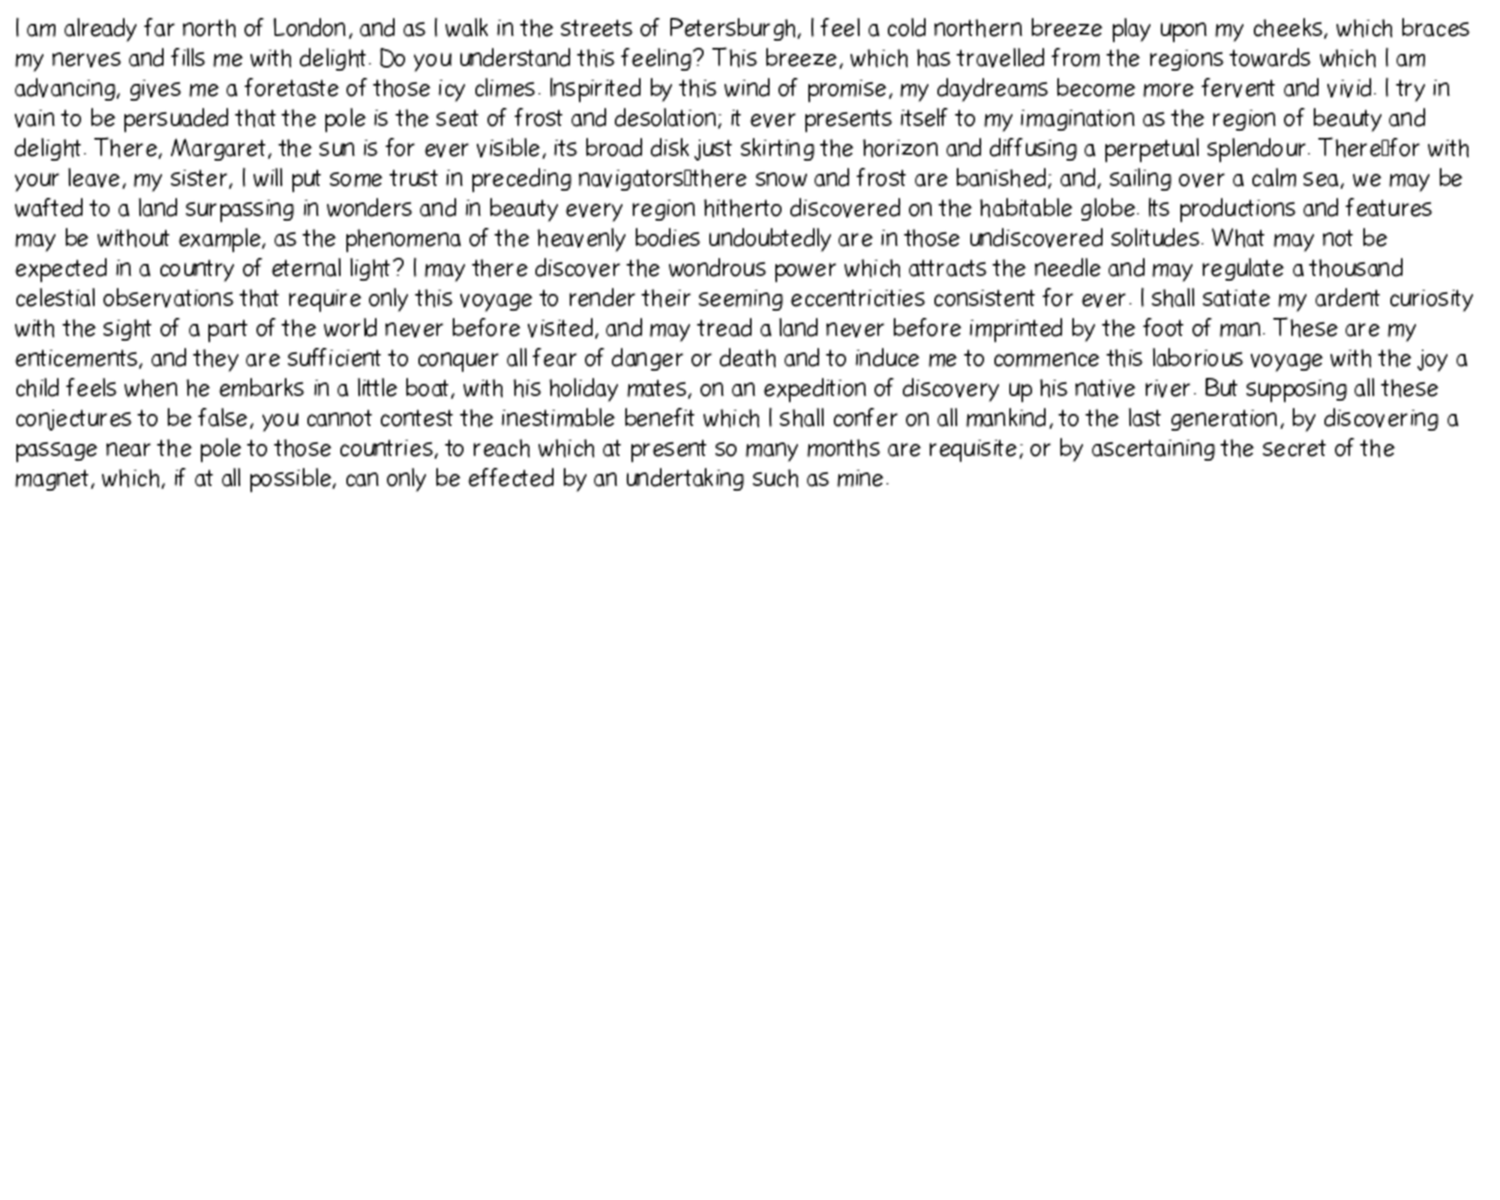 I am already far north of London, and as I walk in the streets of Petersburgh, I feel a cold northern breeze play upon my cheeks, which braces
my nerves and fills me with delight. Do you understand this feeling? This breeze, which has travelled from the regions towards which I am
advancing, gives me a foretaste of those icy climes. Inspirited by this wind of promise, my daydreams become more fervent and vivid. I try in
vain to be persuaded that the pole is the seat of frost and desolation; it ever presents itself to my imagination as the region of beauty and
delight. There, Margaret, the sun is for ever visible, its broad disk just skirting the horizon and diffusing a perpetual splendour. There▯for with
your leave, my sister, I will put some trust in preceding navigators▯there snow and frost are banished; and, sailing over a calm sea, we may be
wafted to a land surpassing in wonders and in beauty every region hitherto discovered on the habitable globe. Its productions and features
may be without example, as the phenomena of the heavenly bodies undoubtedly are in those undiscovered solitudes. What may not be
expected in a country of eternal light? I may there discover the wondrous power which attracts the needle and may regulate a thousand
celestial observations that require only this voyage to render their seeming eccentricities consistent for ever. I shall satiate my ardent curiosity
with the sight of a part of the world never before visited, and may tread a land never before imprinted by the foot of man. These are my
enticements, and they are sufficient to conquer all fear of danger or death and to induce me to commence this laborious voyage with the joy a
child feels when he embarks in a little boat, with his holiday mates, on an expedition of discovery up his native river. But supposing all these
conjectures to be false, you cannot contest the inestimable benefit which I shall confer on all mankind, to the last generation, by discovering a
passage near the pole to those countries, to reach which at present so many months are requisite; or by ascertaining the secret of the
magnet, which, if at all possible, can only be effected by an undertaking such as mine.